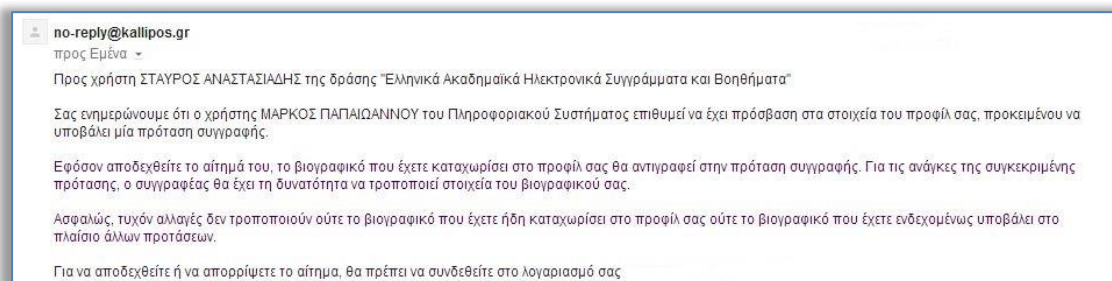 no-reply@kallipos.gr
προς Εμένα
Προς χρήστη ΣΤΑΥΡΟΣ ΑΝΑΣΤΑΣΙΑΔΗΣ της δράσης "Ελληνικά Ακαδημαϊκά Ηλεκτρονικά Συγγράμματα και Βοηθήματα"
Σας ενημερώνουμε ότι ο χρήστης ΜΑΡΚΟΣ ΠΑΠΑΙΩΑΝΝΟΥ του Πληροφοριακού Συστήματος επιθυμεί να έχει πρόσβαση στα στοιχεία του προφίλ σας, προκειμένου να
υποβάλει μία πρόταση συγγραφής.
Εφόσον αποδεχθείτε το αίτημά του, το βιογραφικό που έχετε καταχωρίσει στο προφίλ σας θα αντιγραφεί στην πρόταση συγγραφής. Για τις ανάγκες της συγκεκριμένης
πρότασης, ο συγγραφέας θα έχει τη δυνατότητα να τροποποιεί στοιχεία του βιογραφικού σας.
Ασφαλώς, τυχόν αλλαγές δεν τροποποιούν ούτε το βιογραφικό που έχετε ήδη καταχωρίσει στο προφίλ σας ούτε το βιογραφικό που έχετε ενδεχομένως υποβάλει στο
πλαίσιο άλλων προτάσεων.
Για να αποδεχθείτε ή να απορρίψετε το αίτημα, θα πρέπει να συνδεθείτε στο λογαριασμό σας